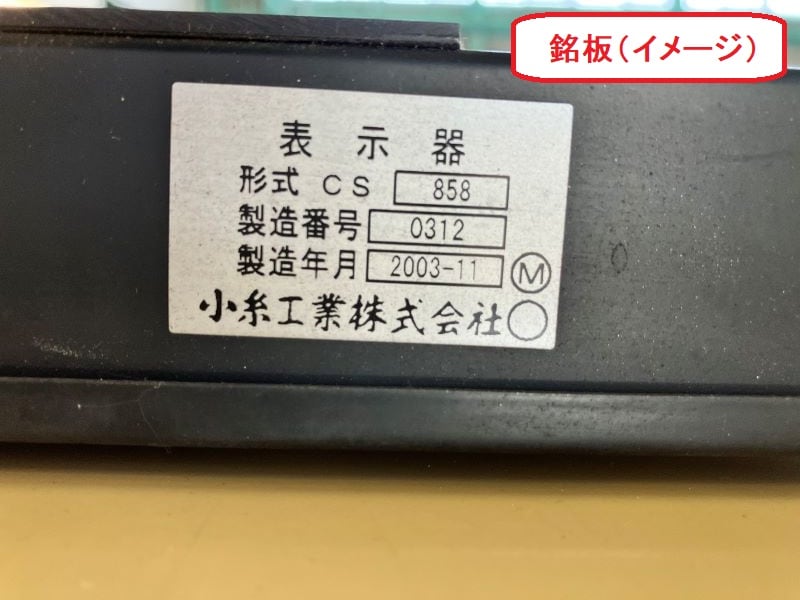 銘板（イメージ）
表示器
形式 CS 858
製造番号 0312
製造年月 2003-11 Ⓜ
小糸工業株式会社